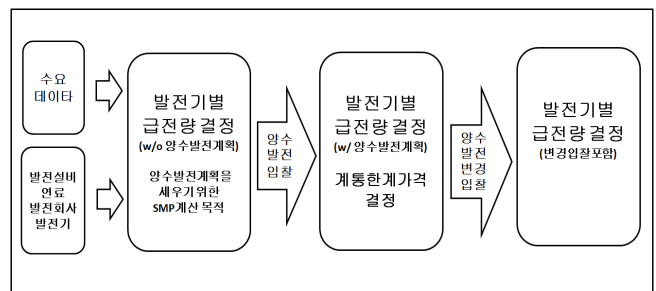 수요
데이타
발전설비
연료
발전회사
발전기
발전기별
급전량결정
(w/o 양수발전계획)
양수발전계획을
세우기위한
SMP계산 목적
양수
발전
입찰
발전기별
급전량결정
(w/ 양수발전계획)
계통한계가격
결정
양수
발전
변경
입찰
발전기별
급전량결정
(변경입찰포함)